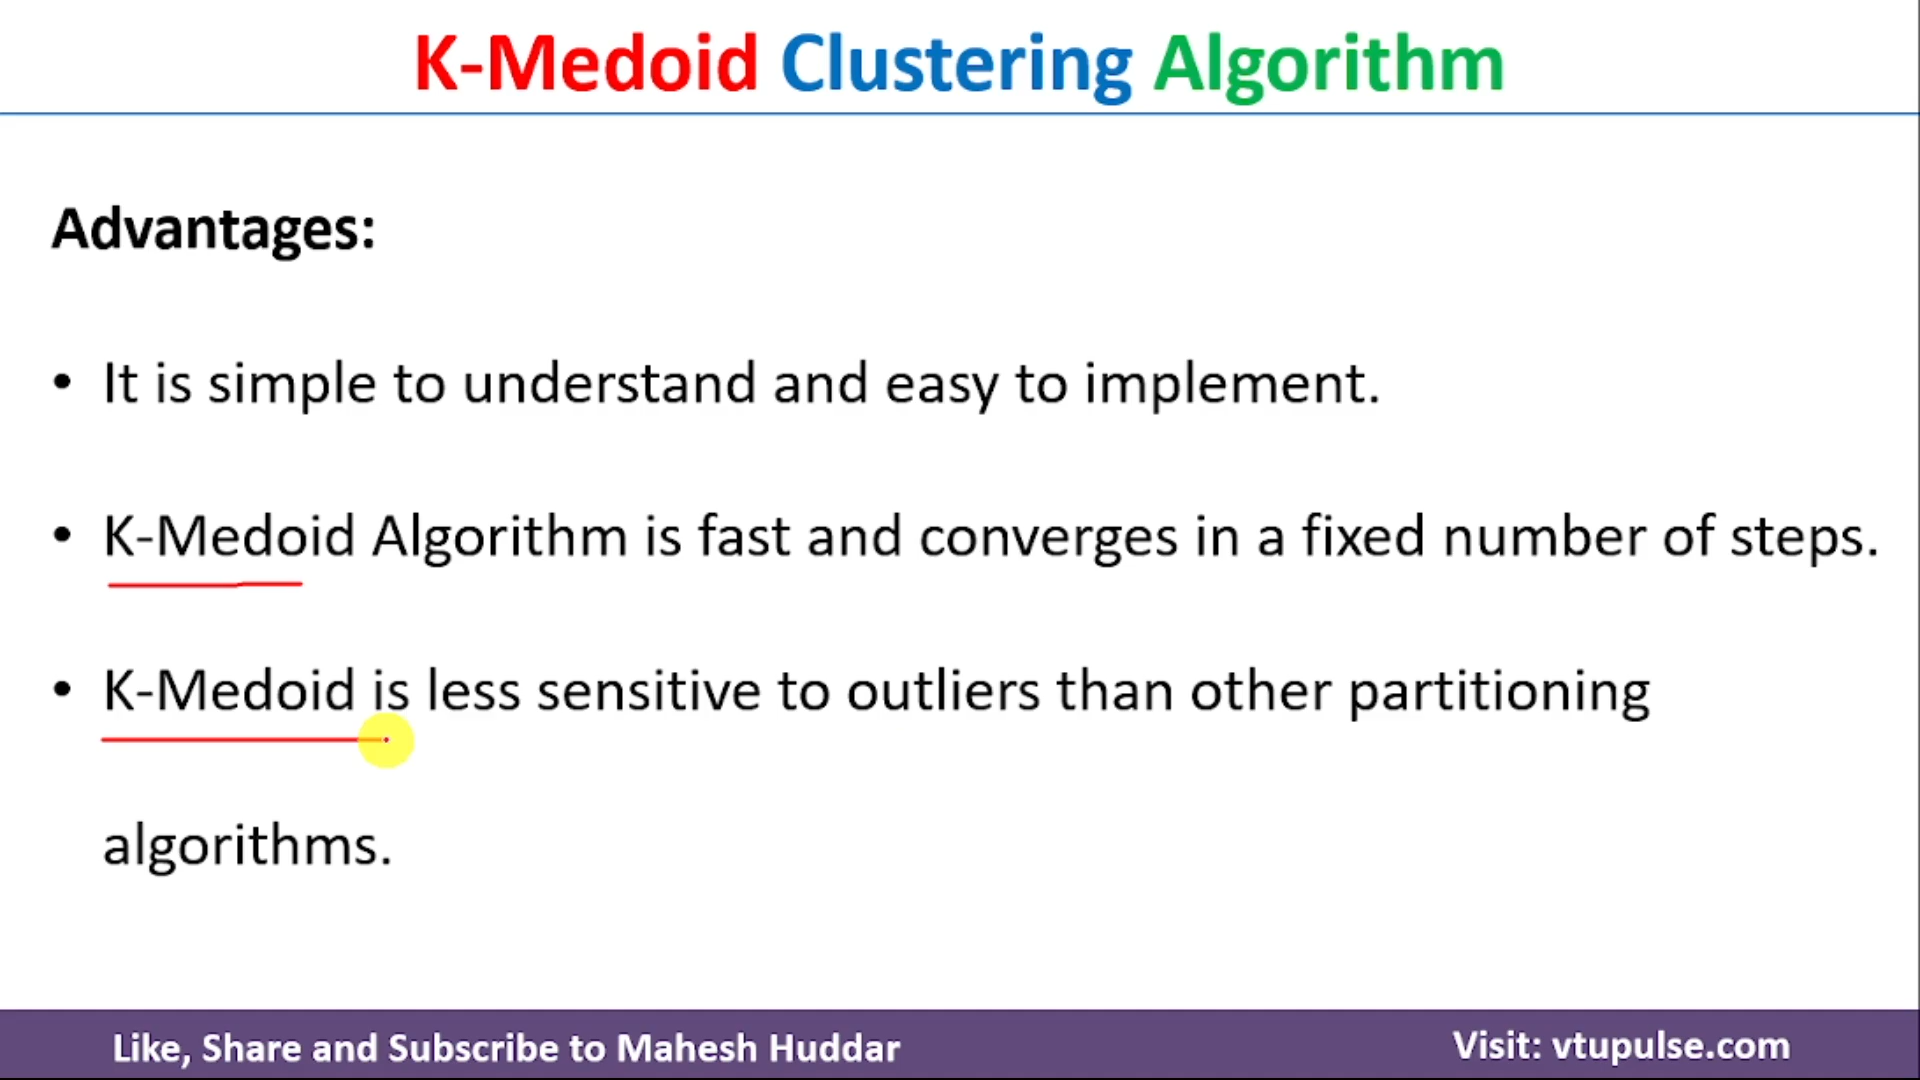 K-Medoid Clustering Algorithm
Advantages:
• It is simple to understand and easy to implement.
• K-Medoid Algorithm is fast and converges in a fixed number of steps.
• K-Medoid is less sensitive to outliers than other partitioning
algorithms.
Like, Share and Subscribe to Mahesh Huddar
Visit: vtupulse.com